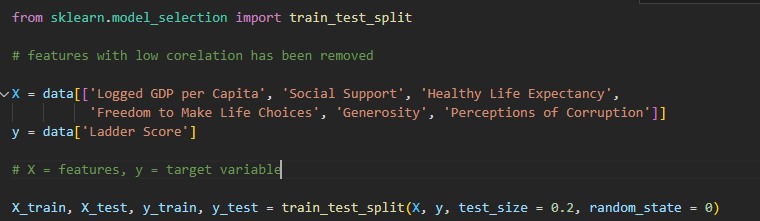 from sklearn.model_selection import train_test_split
# features with low corelation has been removed
X = data[['Logged GDP per Capita', 'Social Support', 'Healthy Life Expectancy',
'Freedom to Make Life Choices', 'Generosity', 'Perceptions of Corruption']]
y = data['Ladder Score']
# X = features, y = target variable
X_train, X_test, y_train, y_test = train_test_split(X, y, test_size = 0.2, random_state = 0)